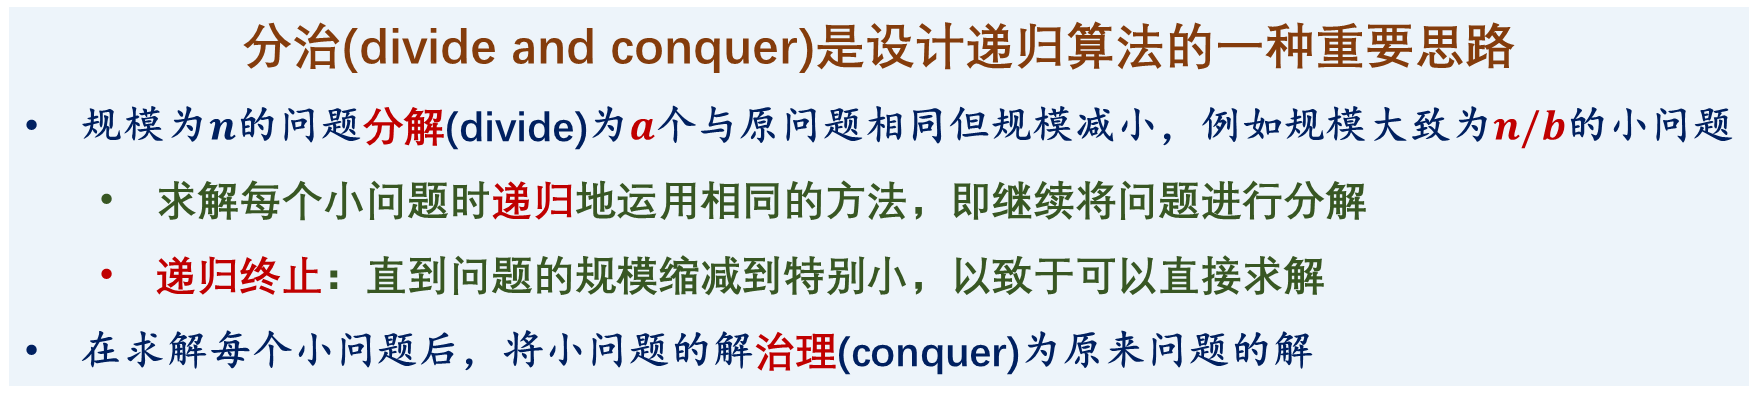 分治(divide and conquer)是设计递归算法的一种重要思路
• 规模为n的问题分解(divide)为a个与原问题相同但规模减小，例如规模大致为n/b的小问题
• 求解每个小问题时递归地运用相同的方法，即继续将问题进行分解
• 递归终止：直到问题的规模缩减到特别小，以致于可以直接求解
• 在求解每个小问题后，将小问题的解治理(conquer)为原来问题的解